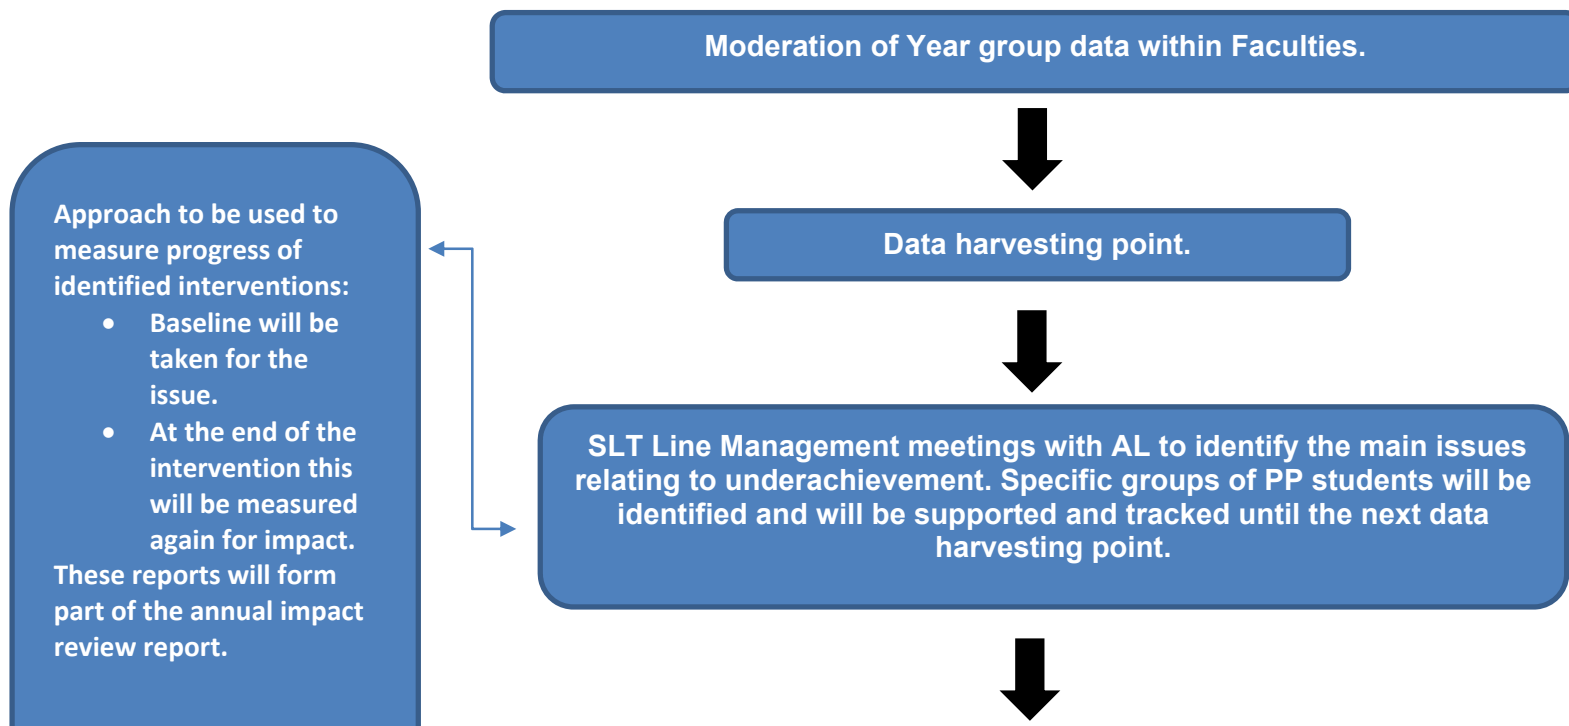 Moderation of Year group data within Faculties.
Data harvesting point.
SLT Line Management meetings with AL to identify the main issues
relating to underachievement. Specific groups of PP students will be
identified and will be supported and tracked until the next data
harvesting point.
Approach to be used to
measure progress of
identified interventions:
• Baseline will be
taken for the
issue.
• At the end of the
intervention this
will be measured
again for impact.
These reports will form
part of the annual impact
review report.